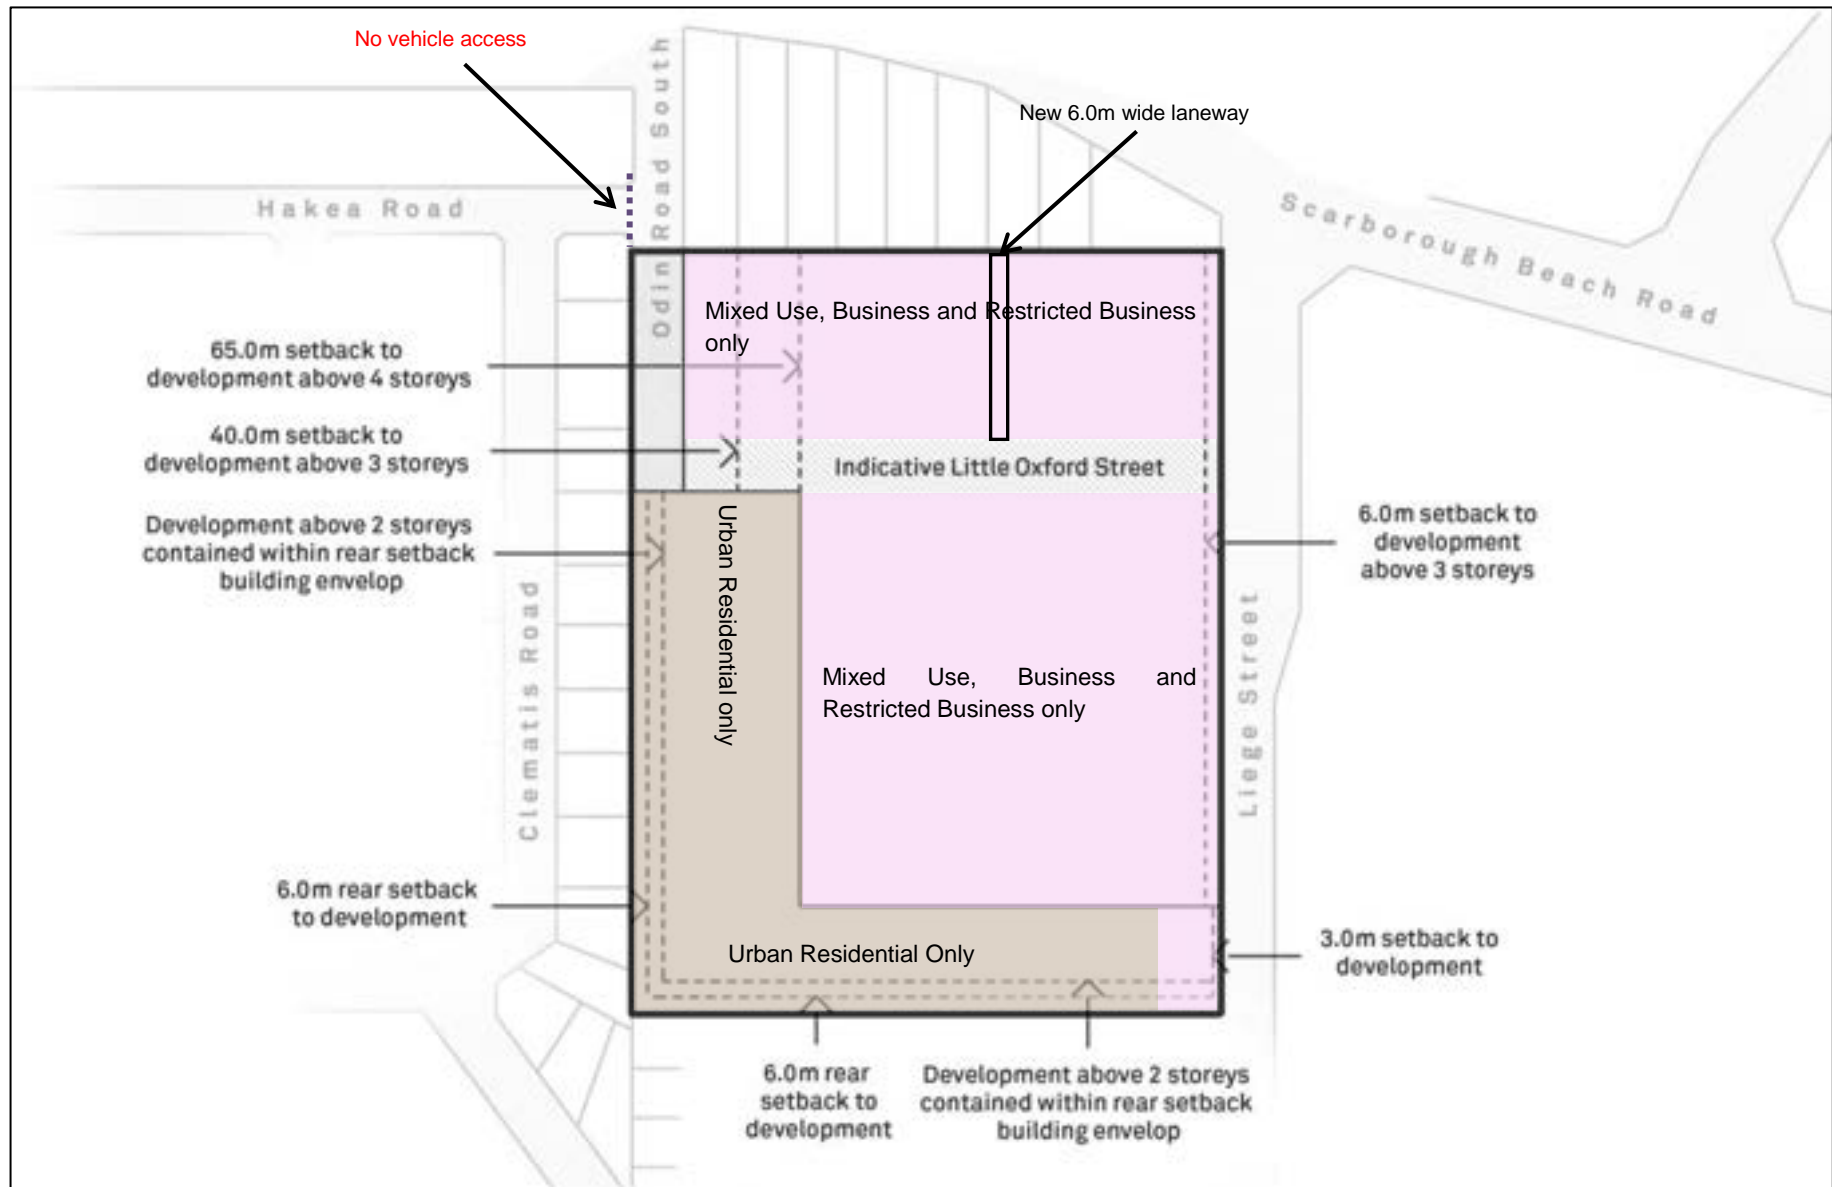 No vehicle access
Odin Road South
New 6.0m wide laneway
Hakea Road
Scarborough Beach Road
Mixed Use, Business and Restricted Business
only
65.0m setback to
development above 4 storeys
40.0m setback to
development above 3 storeys
Indicative Little Oxford Street
Development above 2 storeys
contained within rear setback
building envelop
Urban Residential only
6.0m setback to
development
above 3 storeys
Clematis Road
Liege Street
Mixed Use, Business and
Restricted Business only
6.0m rear setback
to development
Urban Residential Only
3.0m setback to
development
6.0m rear
setback to
development
Development above 2 storeys
contained within rear setback
building envelop